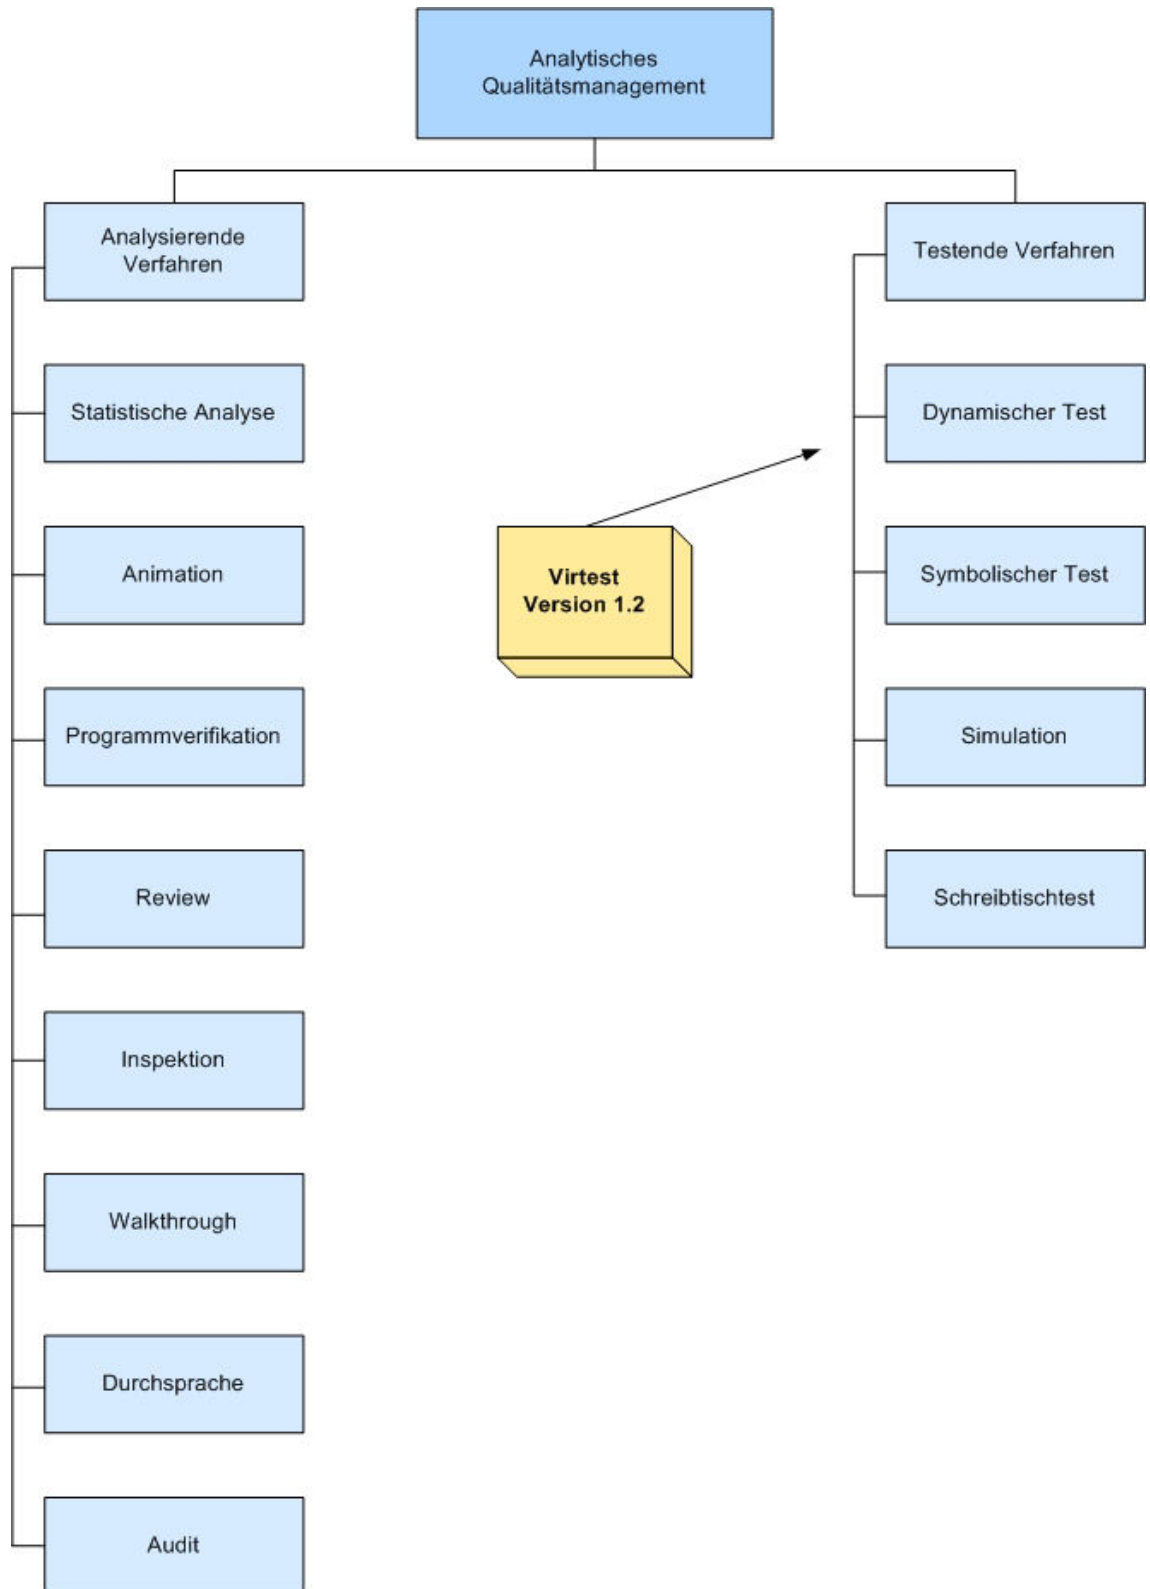 Analytisches
Qualitätsmanagement
Analysierende
Verfahren
Testende Verfahren
Statistische Analyse
Dynamischer Test
Animation
Virtest
Version 1.2
Symbolischer Test
Programmverifikation
Simulation
Review
Schreibtischtest
Inspektion
Walkthrough
Durchsprache
Audit